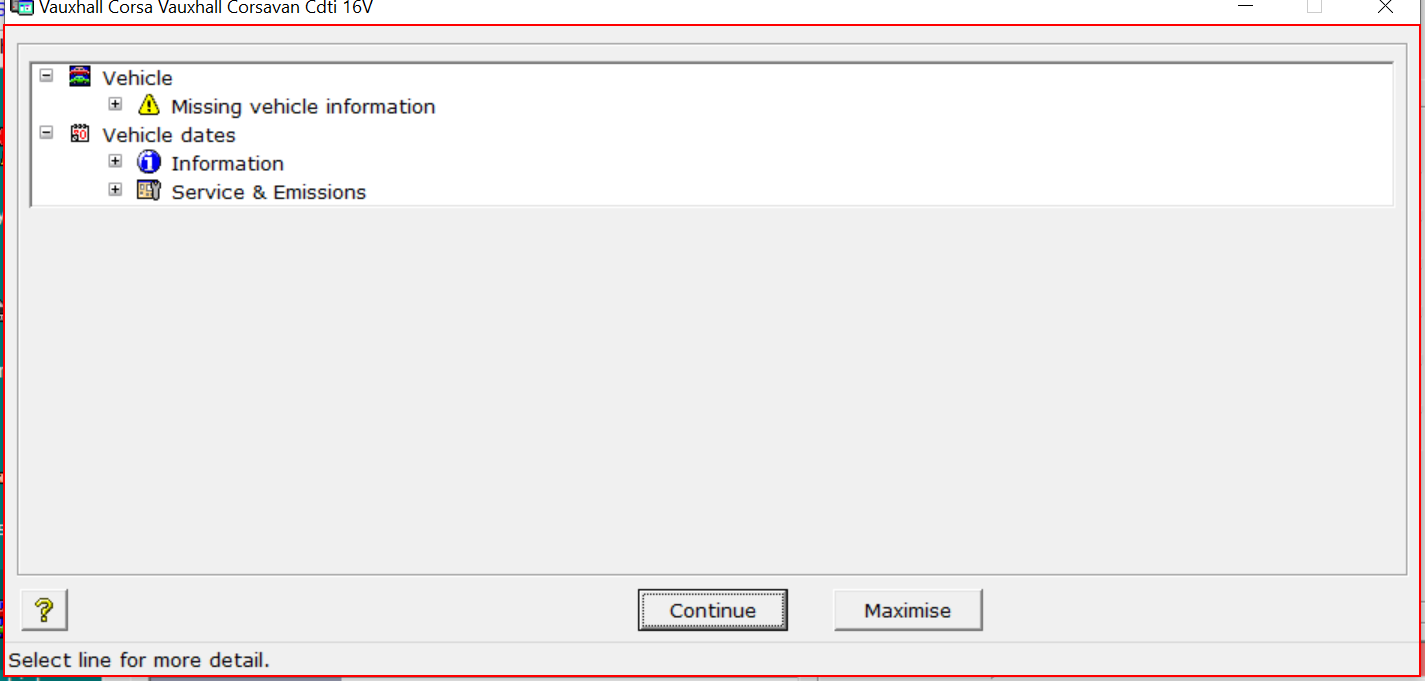 Vauxhall Corsa Vauxhall Corsavan Cdti 16V
Vehicle
Missing vehicle information
Vehicle dates
Information
Service & Emissions
Continue
Maximise
Select line for more detail.